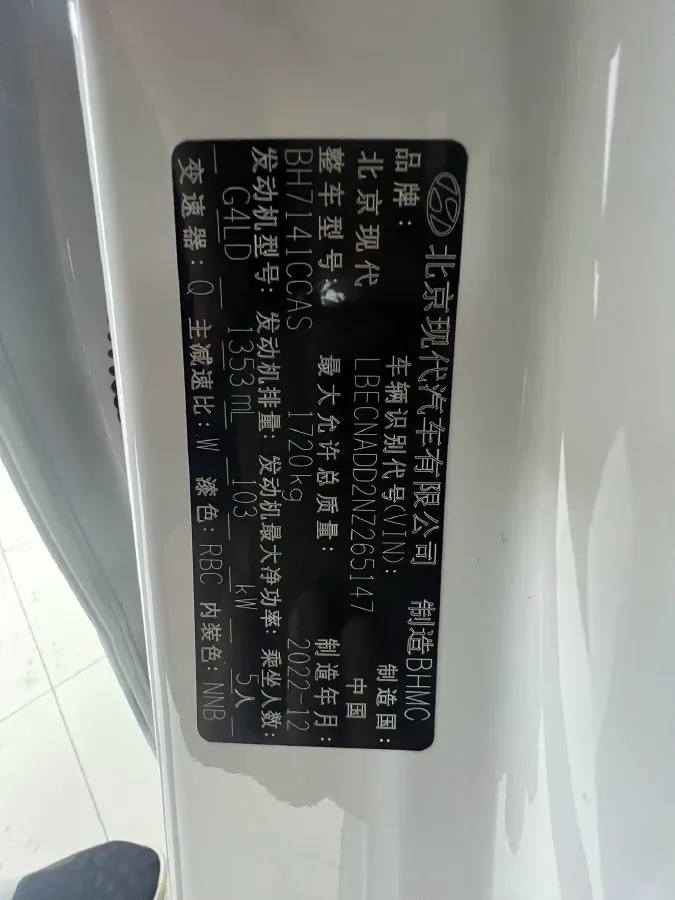 北京现代汽车有限公司 制造BHMC
品牌: 车辆识别代号(VIN): 制造国:
北京现代 LBECNADD2NZ265147 中国
整车型号: 最大允许总质量: 制造年月:
BH7141CCAS 1720kg 2022-12
发动机型号: 发动机排量: 发动机最大净功率: 乘坐人数:
G4LD 1353 ml 103 kW 5人
变速器: Q 主减速比: W 漆色: RBC 内装色: NNB